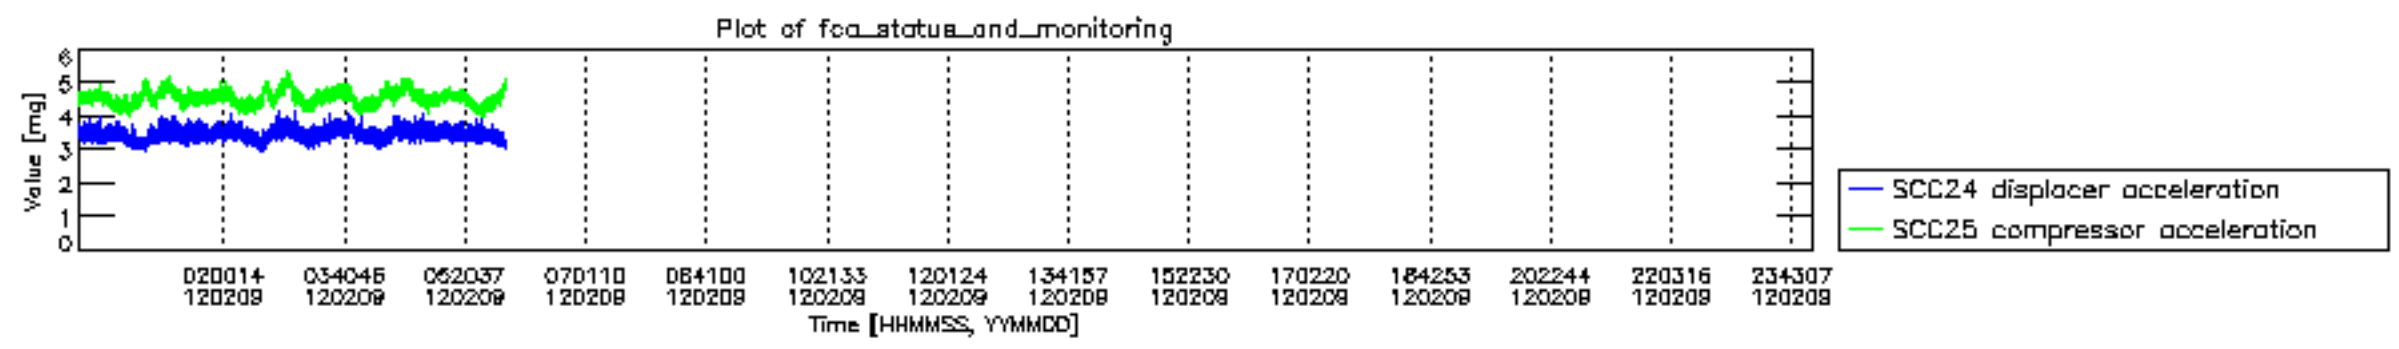 Plot of fca_status_and_monitoring
6
5
4
3
2
1
0
Value [mg]
020014 034046 052037 070110 084100 102133 120124 134157 152230 170220 184253 202244 220316 234307
120209 120209 120209 120209 120209 120209 120209 120209 120209 120209 120209 120209 120209 120209
Time [HHMMSS, YYMMDD]
SCC24 displacer acceleration
SCC25 compressor acceleration